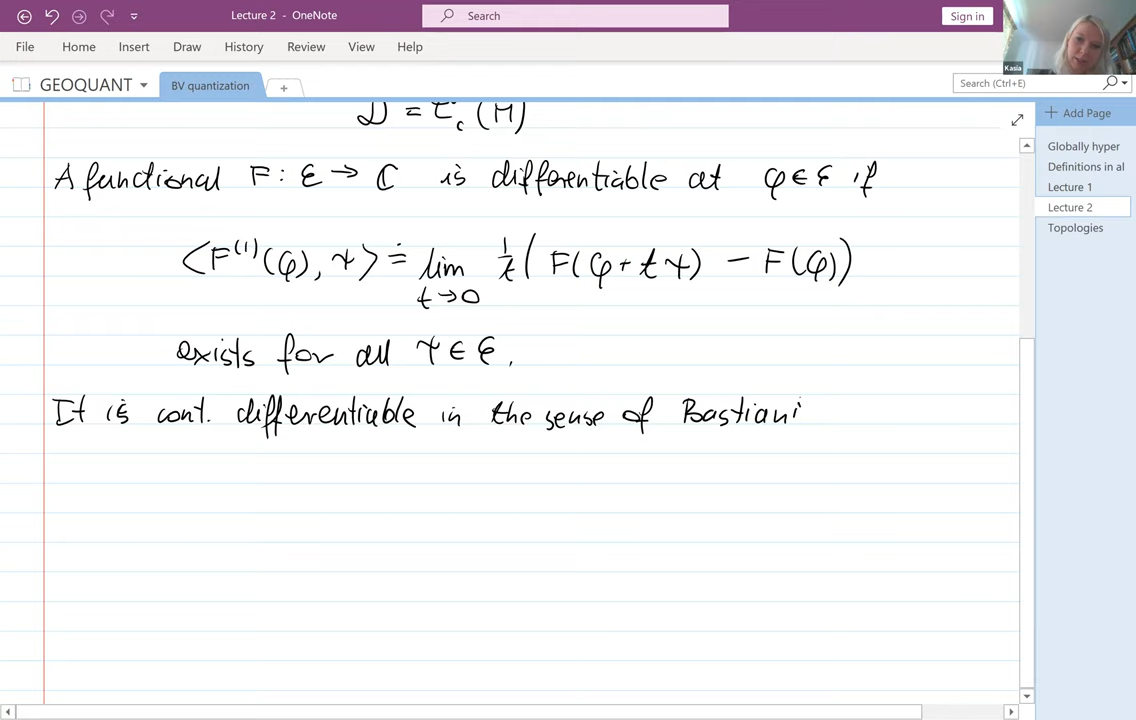 Lecture 2 - OneNote
Search
Sign in
File Home Insert Draw History Review View Help
Kasia
GEOQUANT
BV quantization
+
Search (Ctrl+E)
Add Page
Globally hyper
Definitions in al
Lecture 1
Lecture 2
Topologies
A functional F : ℰ → ℂ is differentiable at φ ∈ ℰ if
⟨F⁽¹⁾(φ), ψ⟩ ≐ lim 1/t ( F(φ + tψ) − F(φ))
t→0
exists for all ψ ∈ ℰ.
It is cont. differentiable in the sense of Bastiani